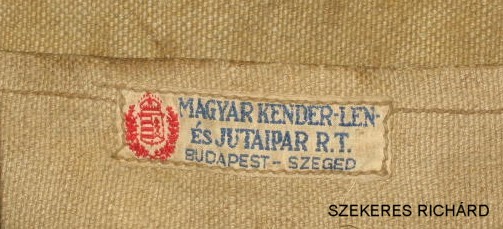 MAGYAR KENDER-LEN-
ÉS JUTAIPAR R.T.
BUDAPEST - SZEGED
SZEKERES RICHÁRD